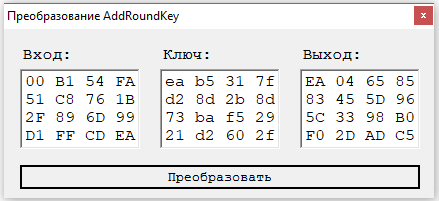 Преобразование AddRoundKey x
Вход: Ключ: Выход:
00 B1 54 FA ea b5 31 7f EA 04 65 85
51 C8 76 1B d2 8d 2b 8d 83 45 5D 96
2F 89 6D 99 73 ba f5 29 5C 33 98 B0
D1 FF CD EA 21 d2 60 2f F0 2D AD C5
Преобразовать